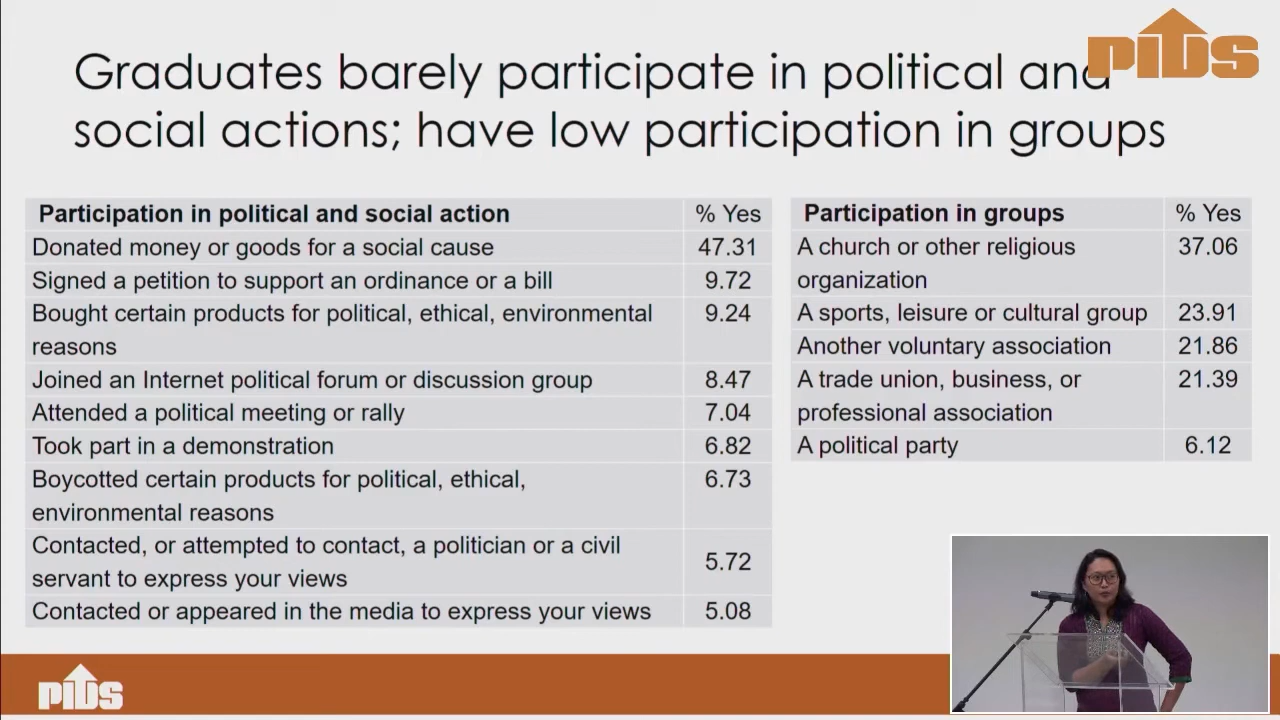 Graduates barely participate in political and
social actions; have low participation in groups
PIDS
Participation in political and social action % Yes
Donated money or goods for a social cause 47.31
Signed a petition to support an ordinance or a bill 9.72
Bought certain products for political, ethical, environmental 9.24
reasons
Joined an Internet political forum or discussion group 8.47
Attended a political meeting or rally 7.04
Took part in a demonstration 6.82
Boycotted certain products for political, ethical, 6.73
environmental reasons
Contacted, or attempted to contact, a politician or a civil
servant to express your views 5.72
Contacted or appeared in the media to express your views 5.08
Participation in groups % Yes
A church or other religious 37.06
organization
A sports, leisure or cultural group 23.91
Another voluntary association 21.86
A trade union, business, or 21.39
professional association
A political party 6.12
PIDS